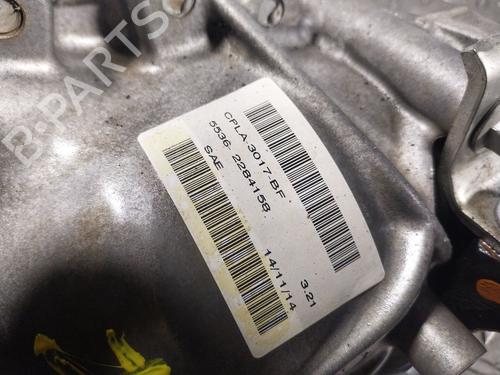 B-PARTS
CPLA-3017-BF
5536- 2284158
SAE
14/11/14
3.21